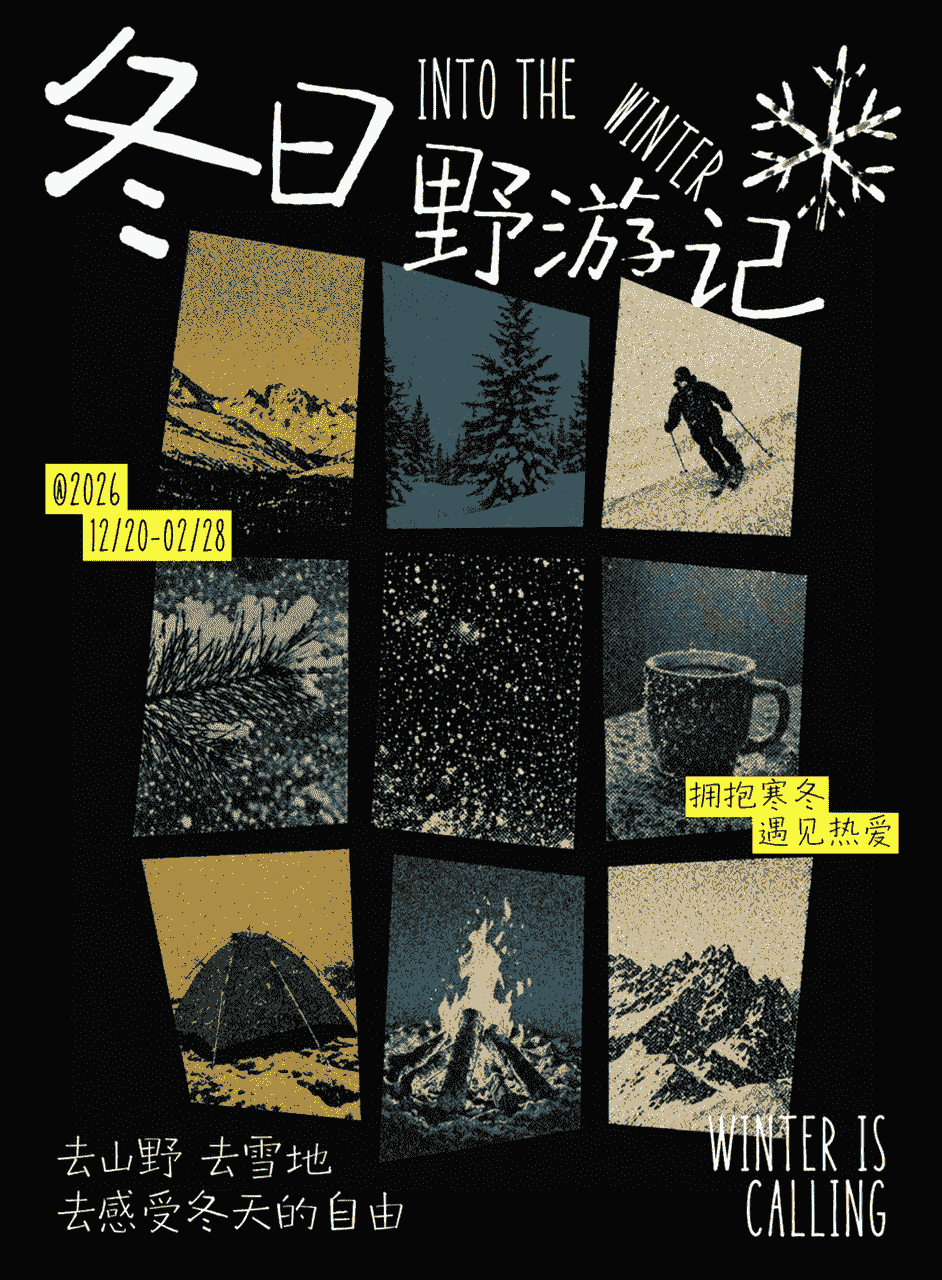 冬日
INTO THE
WINTER
野游记
@2026
12/20-02/28
拥抱寒冬
遇见热爱
去山野 去雪地
去感受冬天的自由
WINTER IS
CALLING